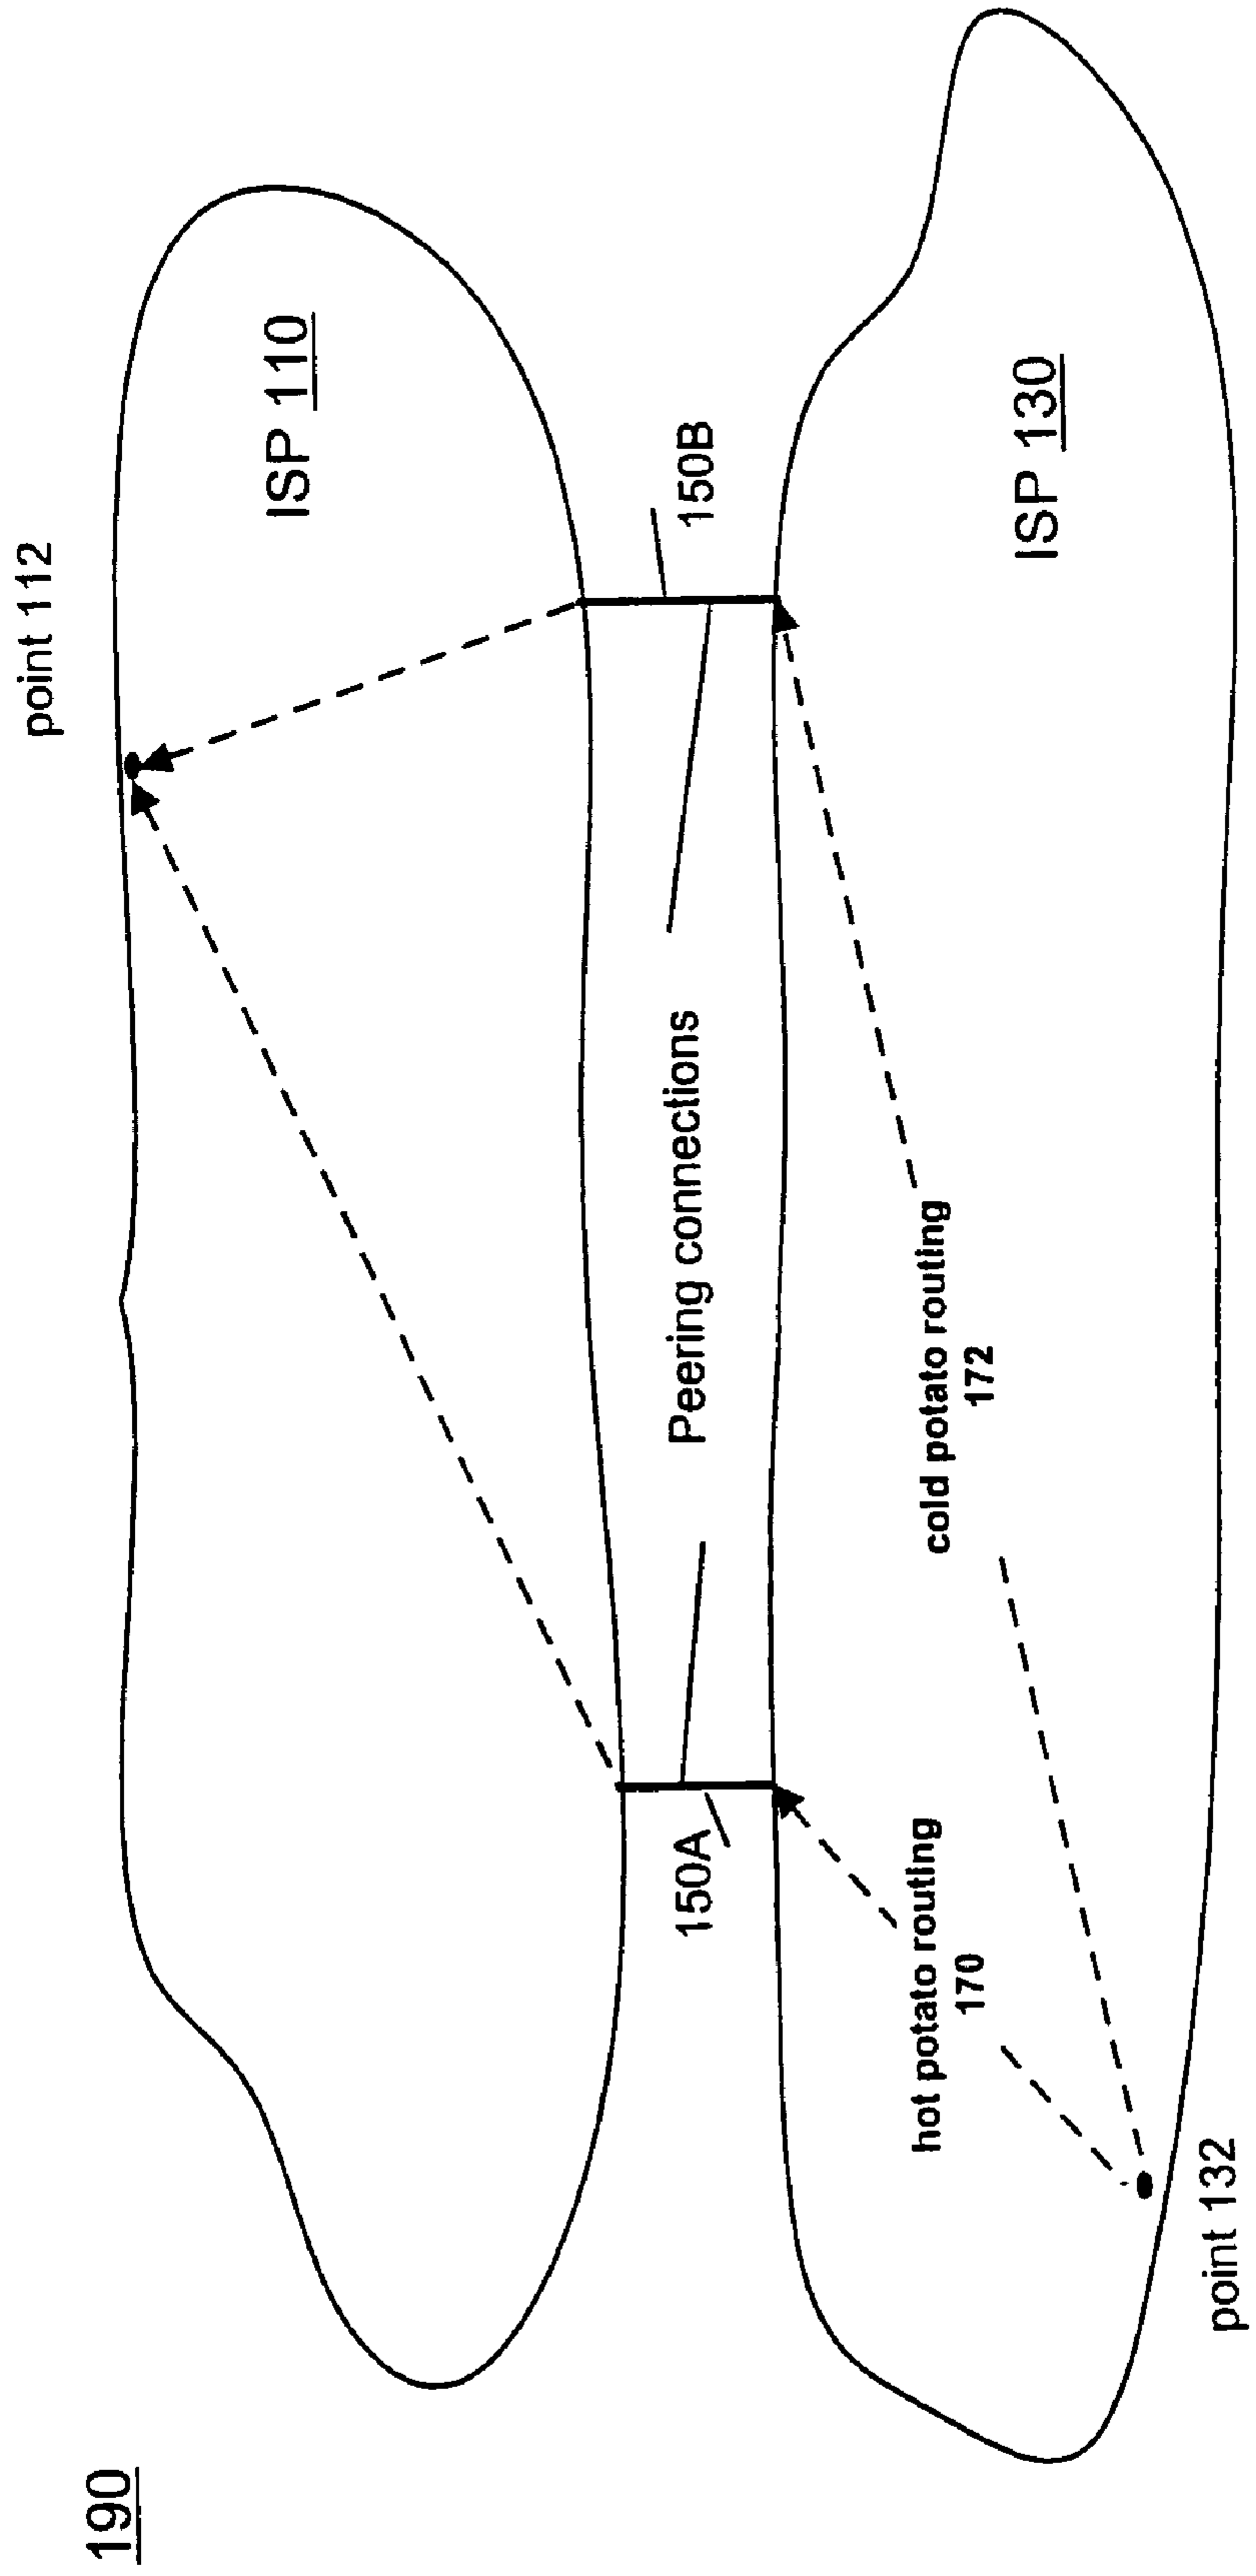 190
point 112
ISP 110
150A
Peering connections
150B
hot potato routing
170
cold potato routing
172
ISP 130
point 132